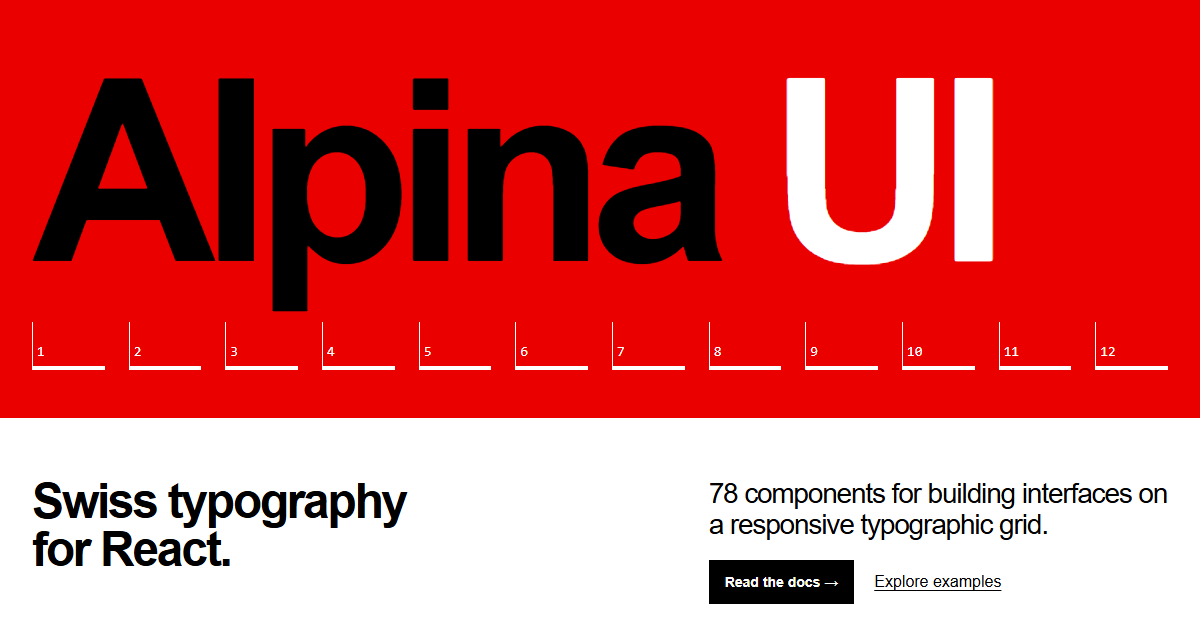 Alpina UI
1 2 3 4 5 6 7 8 9 10 11 12
Swiss typography
for React.
78 components for building interfaces on
a responsive typographic grid.
Read the docs →
Explore examples